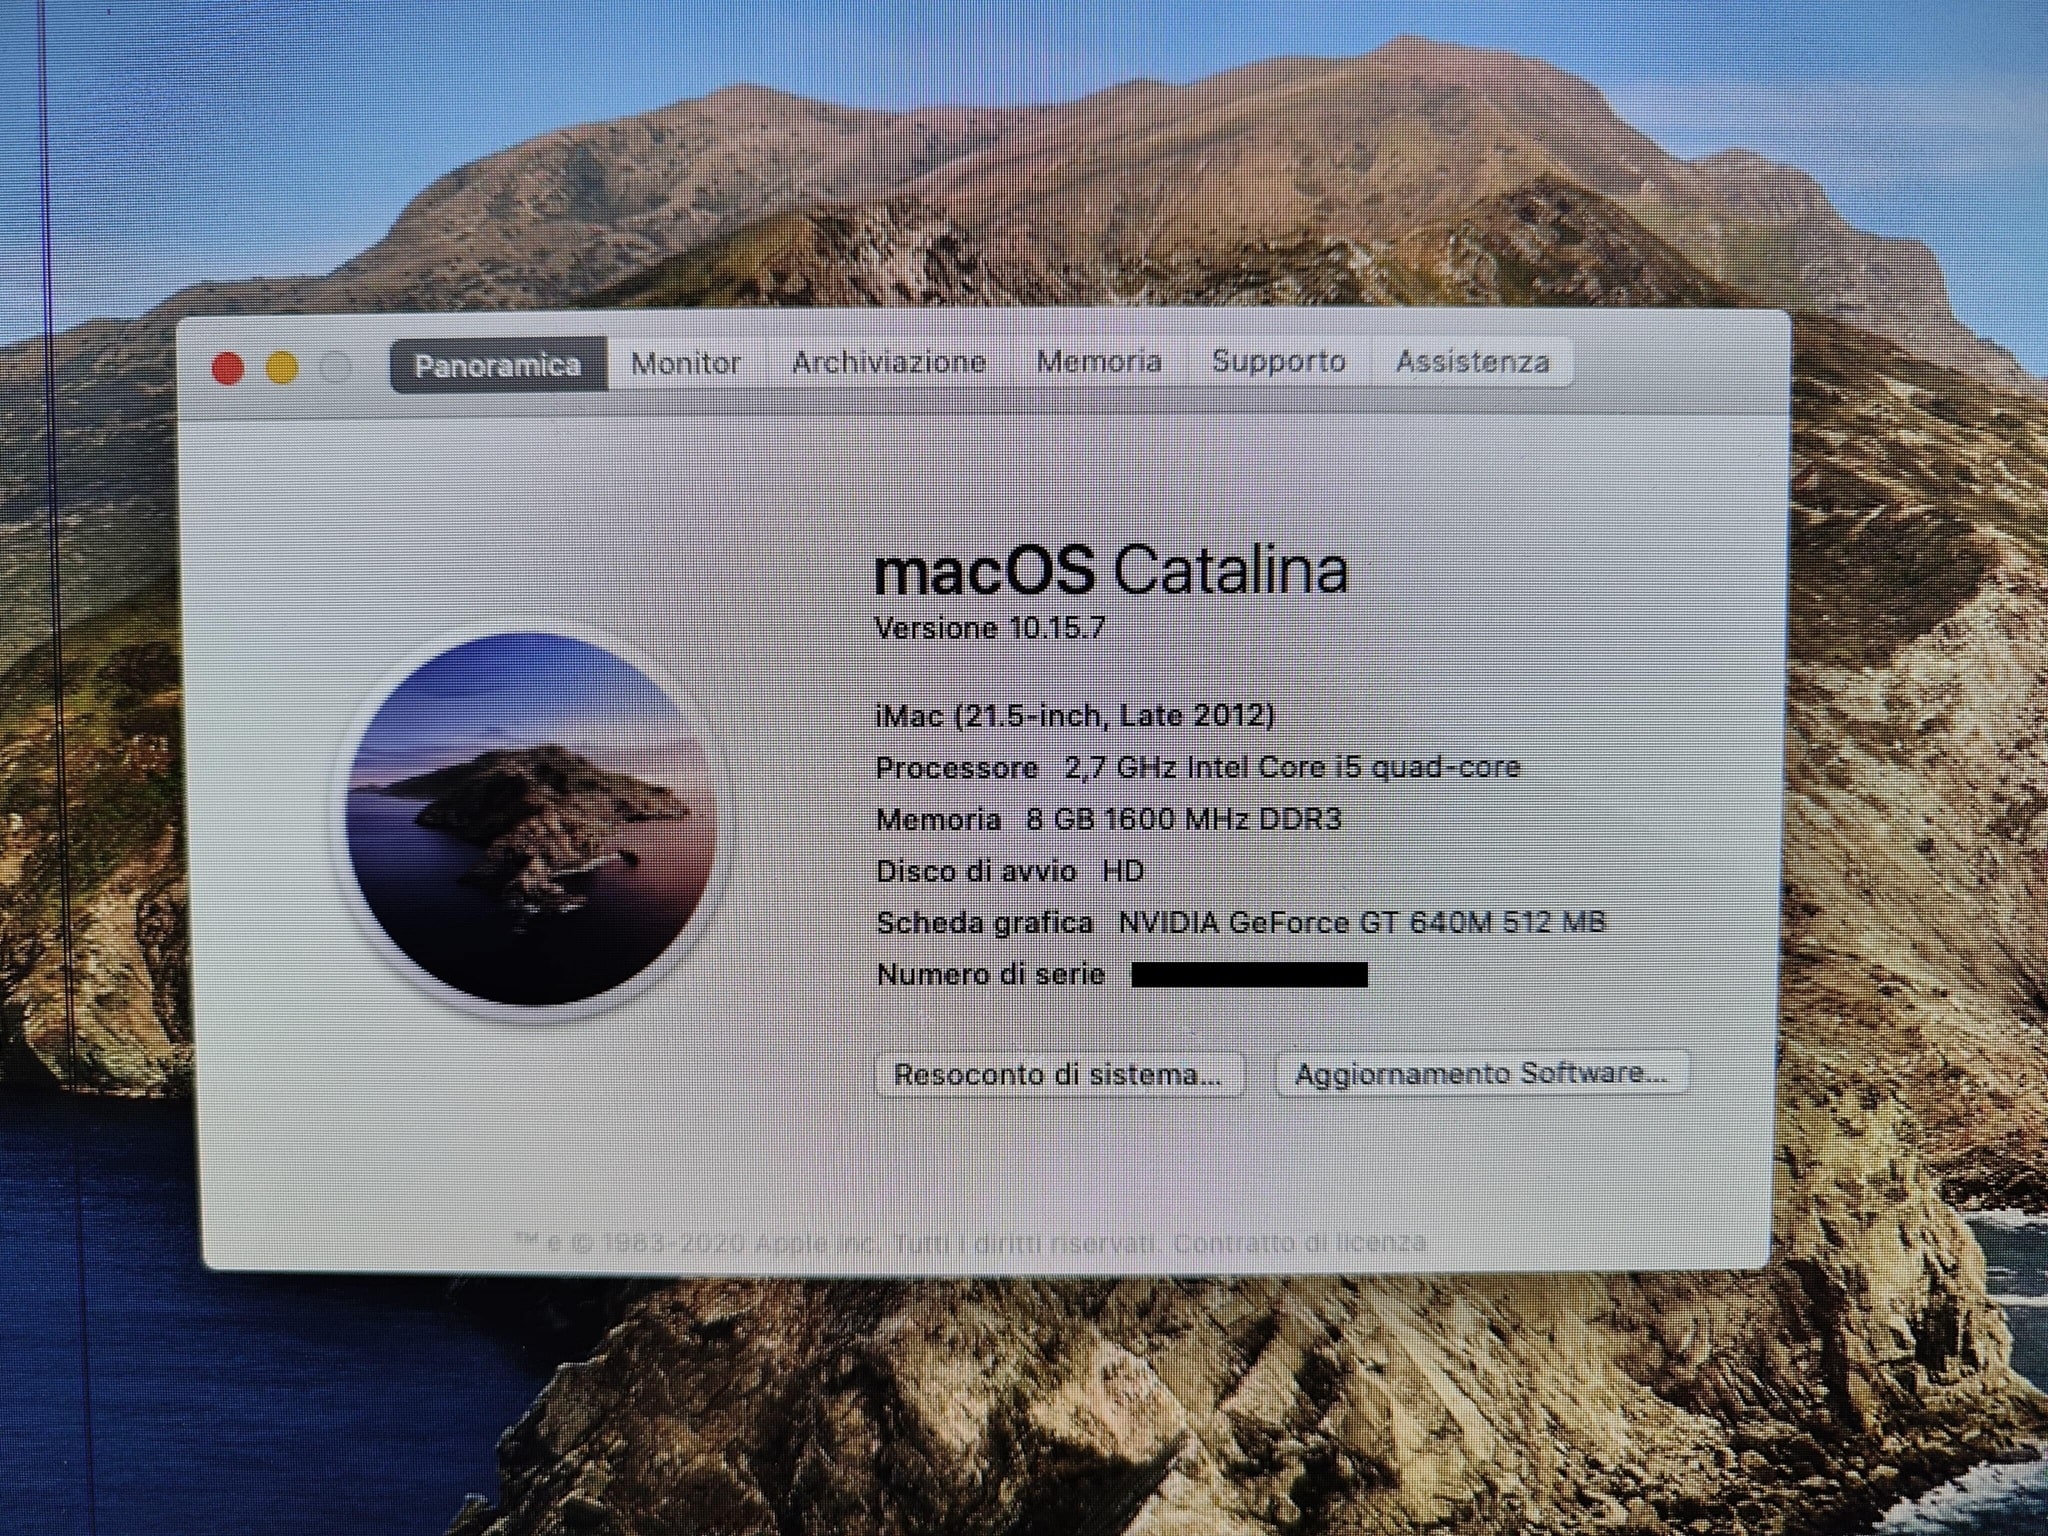 Panoramica Monitor Archiviazione Memoria Supporto Assistenza
macOS Catalina
Versione 10.15.7
iMac (21.5-inch, Late 2012)
Processore 2,7 GHz Intel Core i5 quad-core
Memoria 8 GB 1600 MHz DDR3
Disco di avvio HD
Scheda grafica NVIDIA GeForce GT 640M 512 MB
Numero di serie
Resoconto di sistema... Aggiornamento Software...
™ e © 1983-2020 Apple Inc. Tutti i diritti riservati. Contratto di licenza